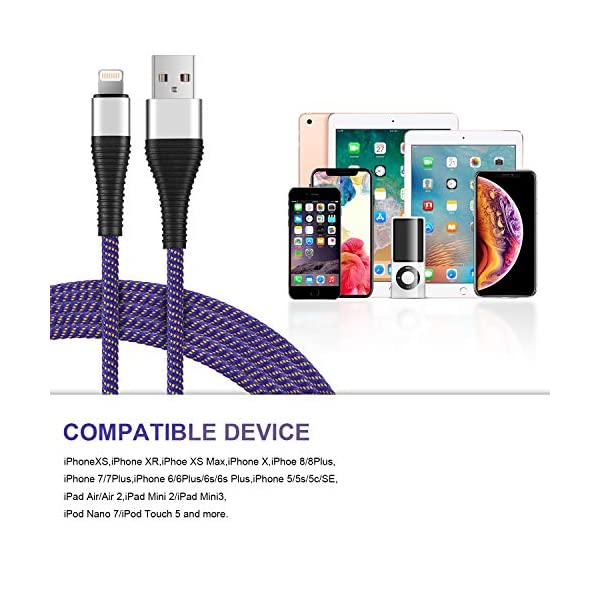 COMPATIBLE DEVICE
iPhoneXS,iPhone XR,iPhoe XS Max,iPhone X,iPhoe 8/8Plus,
iPhone 7/7Plus,iPhone 6/6Plus/6s/6s Plus,iPhone 5/5s/5c/SE,
iPad Air/Air 2,iPad Mini 2/iPad Mini3,
iPod Nano 7/iPod Touch 5 and more.